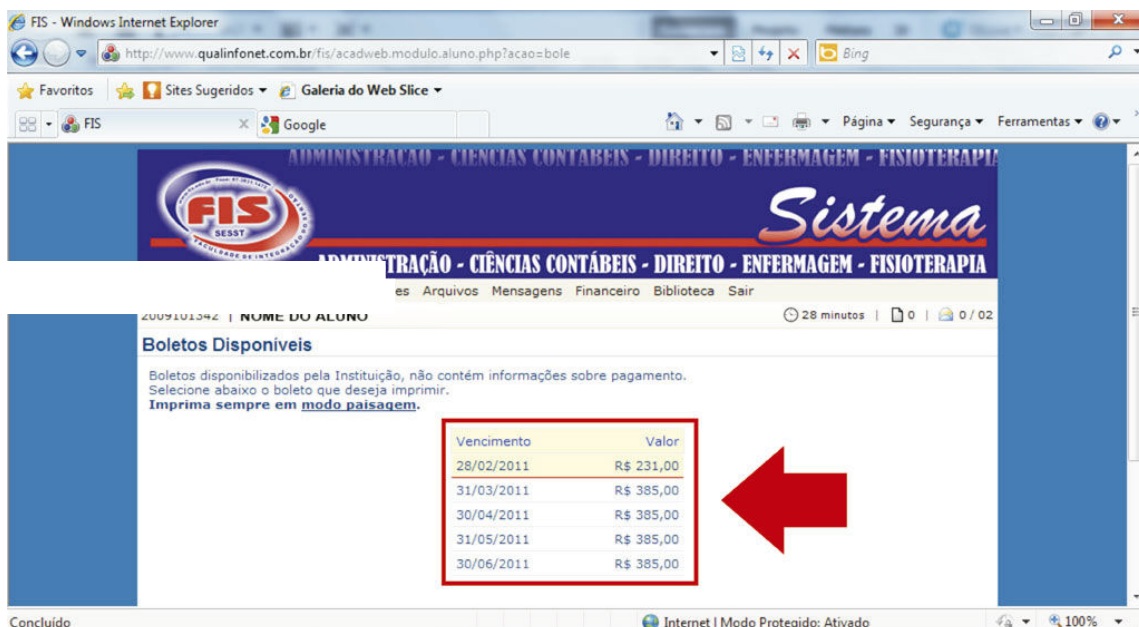 FIS - Windows Internet Explorer
http://www.qualinfonet.com.br/fis/acadweb.modulo.aluno.php?acao=bole
Bing
Favoritos Sites Sugeridos Galeria do Web Slice
FIS Google Página Segurança Ferramentas
ADMINISTRAÇÃO - CIÊNCIAS CONTÁBEIS - DIREITO - ENFERMAGEM - FISIOTERAPIA
FIS
SESST
Sistema
ADMINISTRAÇÃO - CIÊNCIAS CONTÁBEIS - DIREITO - ENFERMAGEM - FISIOTERAPIA
es Arquivos Mensagens Financeiro Biblioteca Sair
2009101342 | NOME DO ALUNO 28 minutos | 0 | 0 / 02
Boletos Disponíveis
Boletos disponibilizados pela Instituição, não contém informações sobre pagamento.
Selecione abaixo o boleto que deseja imprimir.
Imprima sempre em modo paisagem.
Vencimento Valor
28/02/2011 R$ 231,00
31/03/2011 R$ 385,00
30/04/2011 R$ 385,00
31/05/2011 R$ 385,00
30/06/2011 R$ 385,00
Concluído Internet | Modo Protegido: Ativado 100%